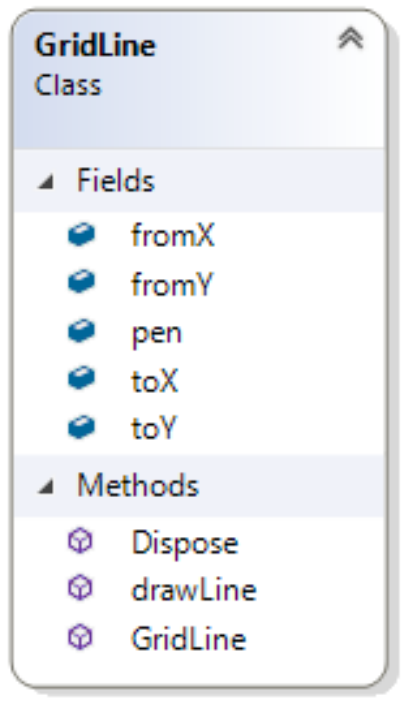 GridLine
Class
Fields
fromX
fromY
pen
toX
toY
Methods
Dispose
drawLine
GridLine